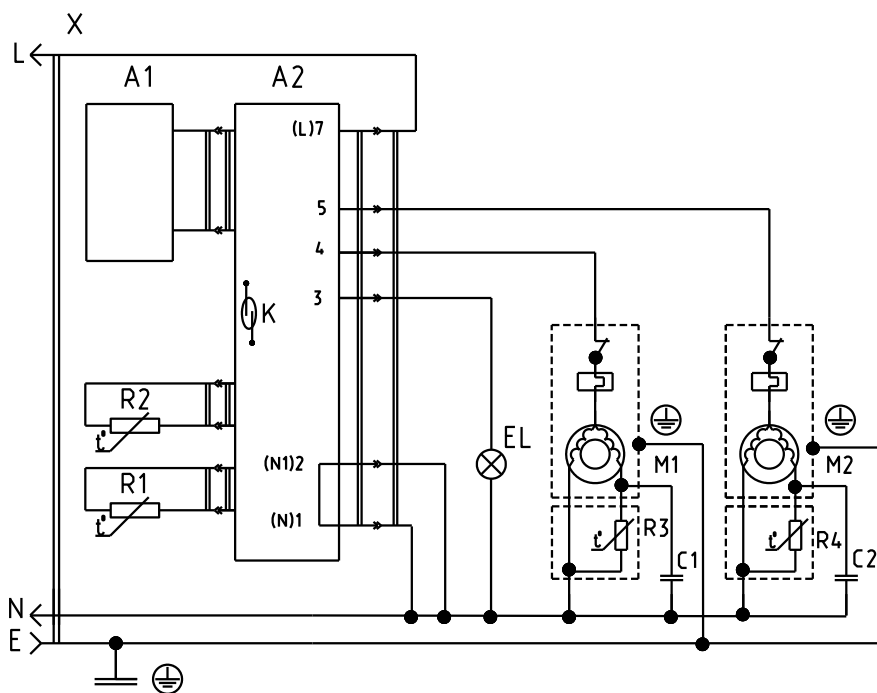 X
L
A1
A2
(L)7
5
4
3
K
R2
t°
R1
t°
(N1)2
(N)1
EL
M1
M2
t°
R3
t°
R4
C1
C2
N
E